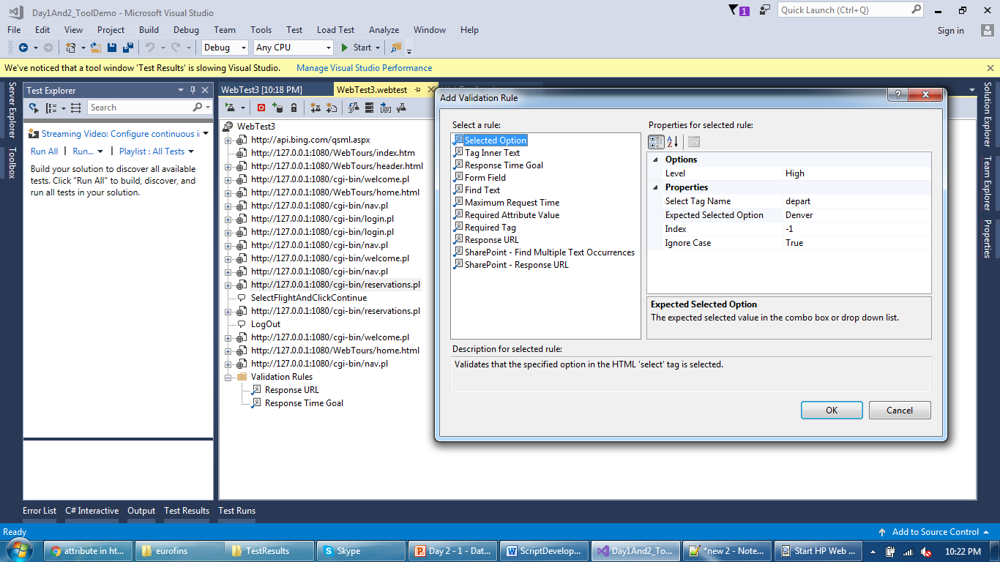 Day1And2_ToolDemo - Microsoft Visual Studio
1
Quick Launch (Ctrl+Q)
File Edit View Project Build Debug Team Tools Test Load Test Analyze Window Help
Sign in
Debug
Any CPU
Start
We've noticed that a tool window 'Test Results' is slowing Visual Studio. Manage Visual Studio Performance
Server Explorer
Toolbox
Test Explorer
Search
Streaming Video: Configure continuous i
Run All | Run... | Playlist : All Tests
Build your solution to discover all available
tests. Click "Run All" to build, discover, and
run all tests in your solution.
WebTest3 [10:18 PM]
WebTest3.webtest
WebTest3
http://api.bing.com/qsml.aspx
http://127.0.0.1:1080/WebTours/index.htm
http://127.0.0.1:1080/WebTours/header.html
http://127.0.0.1:1080/cgi-bin/welcome.pl
http://127.0.0.1:1080/WebTours/home.html
http://127.0.0.1:1080/cgi-bin/nav.pl
http://127.0.0.1:1080/cgi-bin/login.pl
http://127.0.0.1:1080/cgi-bin/login.pl
http://127.0.0.1:1080/cgi-bin/nav.pl
http://127.0.0.1:1080/cgi-bin/welcome.pl
http://127.0.0.1:1080/cgi-bin/nav.pl
http://127.0.0.1:1080/cgi-bin/reservations.pl
SelectFlightAndClickContinue
http://127.0.0.1:1080/cgi-bin/reservations.pl
LogOut
http://127.0.0.1:1080/cgi-bin/welcome.pl
http://127.0.0.1:1080/WebTours/home.html
http://127.0.0.1:1080/cgi-bin/nav.pl
Validation Rules
Response URL
Response Time Goal
Add Validation Rule
Select a rule:
Selected Option
Tag Inner Text
Response Time Goal
Form Field
Find Text
Maximum Request Time
Required Attribute Value
Required Tag
Response URL
SharePoint - Find Multiple Text Occurrences
SharePoint - Response URL
Properties for selected rule:
Options
Level High
Properties
Select Tag Name depart
Expected Selected Option Denver
Index -1
Ignore Case True
Expected Selected Option
The expected selected value in the combo box or drop down list.
Description for selected rule:
Validates that the specified option in the HTML 'select' tag is selected.
OK
Cancel
Solution Explorer
Team Explorer
Properties
Error List C# Interactive Output Test Results Test Runs
Ready
Add to Source Control
attribute in ht...
eurofins
TestResults
Skype
Day 2 - 1 - Dat...
ScriptDevelop...
Day1And2_To...
*new 2 - Note...
Start HP Web ...
10:22 PM